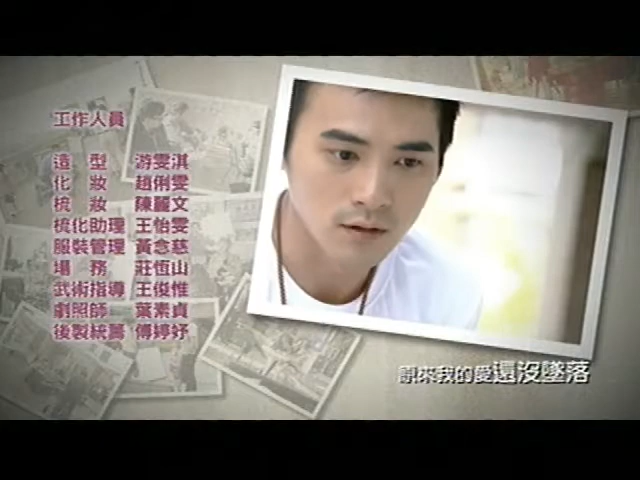 工作人員
造 型 游雯淇
化 妝 趙俐雯
梳 妝 陳麗文
梳化助理 王怡雯
服裝管理 黃念慈
場 務 莊恆山
武術指導 王俊惟
劇照師 葉素貞
後製統籌 傅婷妤
原來我的愛還沒墜落